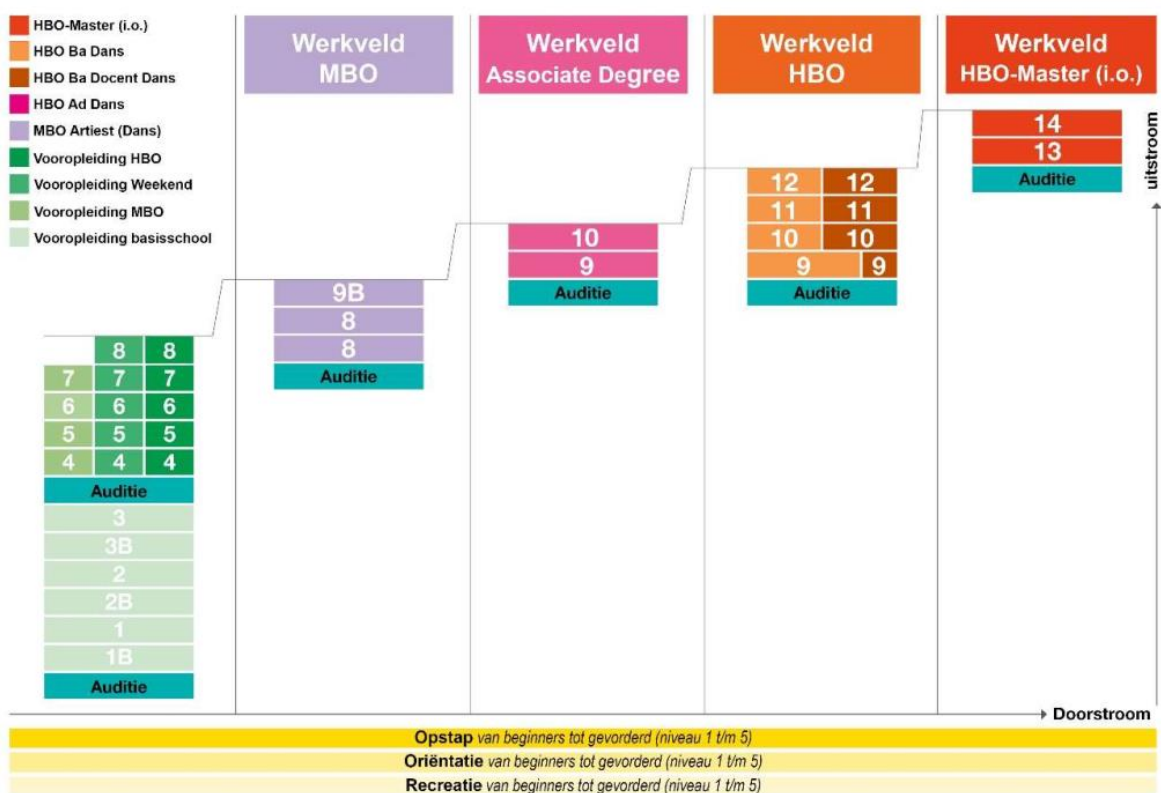 HBO-Master (i.o.)
HBO Ba Dans
HBO Ba Docent Dans
HBO Ad Dans
MBO Artiest (Dans)
Vooropleiding HBO
Vooropleiding Weekend
Vooropleiding MBO
Vooropleiding basisschool
Werkveld
MBO
Werkveld
Associate Degree
Werkveld
HBO
Werkveld
HBO-Master (i.o.)
8 8
7 7 7
6 6 6
5 5 5
4 4 4
Auditie
3
3B
2
2B
1
1B
Auditie
9B
8
8
Auditie
10
9
Auditie
12 12
11 11
10 10
9 9
Auditie
14
13
Auditie
uitstroom
Doorstroom
Opstap van beginners tot gevorderd (niveau 1 t/m 5)
Oriëntatie van beginners tot gevorderd (niveau 1 t/m 5)
Recreatie van beginners tot gevorderd (niveau 1 t/m 5)